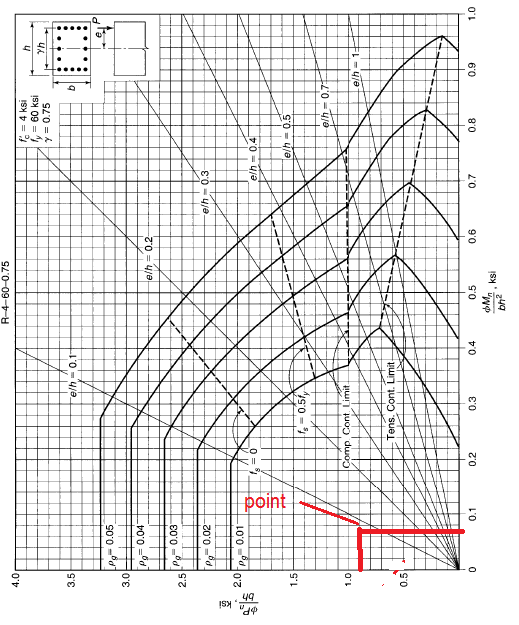 R–4–60–0.75
f′c = 4 ksi
fy = 60 ksi
γ = 0.75
h
γh
b
e
P
e/h = 0.1
e/h = 0.2
e/h = 0.3
e/h = 0.4
e/h = 0.5
e/h = 0.7
e/h = 1
ρg = 0.05
ρg = 0.04
ρg = 0.03
ρg = 0.02
ρg = 0.01
fs = 0
fs = 0.5fy
Comp. Cont. Limit
Tens. Cont. Limit
point
4.0
3.5
3.0
2.5
2.0
1.5
1.0
0.5
ϕPn
bh , ksi
0
0.1
0.2
0.3
0.4
0.5
0.6
0.7
0.8
0.9
1.0
ϕMn
bh² , ksi